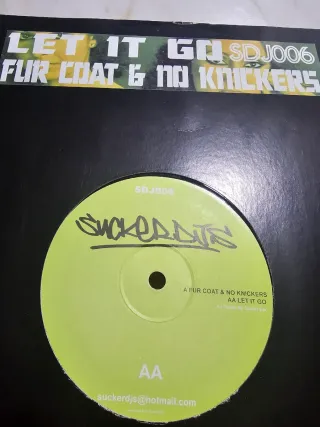 LET IT GO SDJ006
FUR COAT & NO KNICKERS
SDJ006
SUCKERDJS
A FUR COAT & NO KNICKERS
AA LET IT GO
AA
suckerdjs@hotmail.com